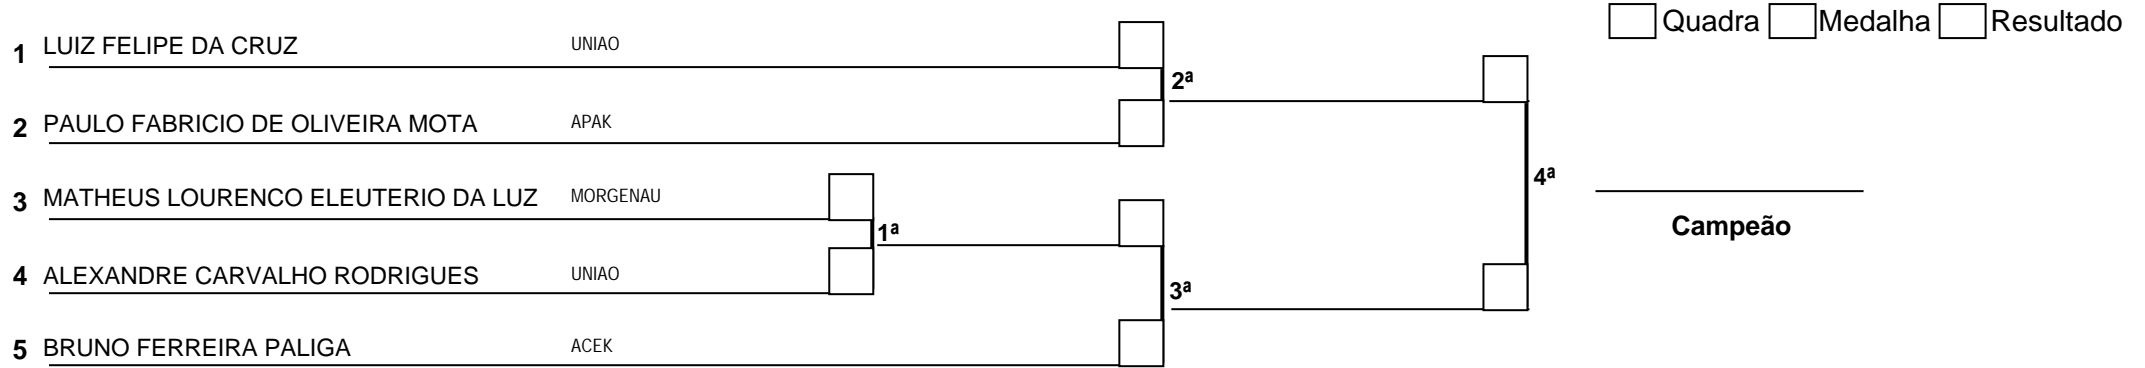 Quadra Medalha Resultado
1 LUIZ FELIPE DA CRUZ UNIAO
2ª
2 PAULO FABRICIO DE OLIVEIRA MOTA APAK
4ª
3 MATHEUS LOURENCO ELEUTERIO DA LUZ MORGENAU
1ª
Campeão
4 ALEXANDRE CARVALHO RODRIGUES UNIAO
3ª
5 BRUNO FERREIRA PALIGA ACEK